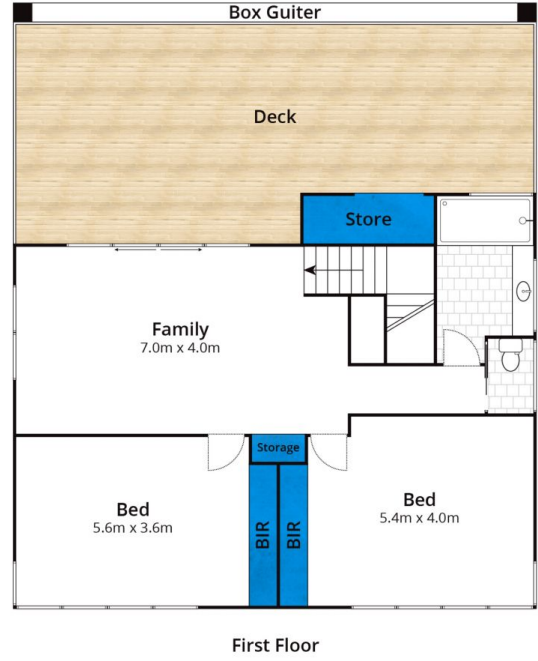 Box Guiter
Deck
Store
Family
7.0m x 4.0m
Storage
Bed
5.6m x 3.6m
BIR
BIR
Bed
5.4m x 4.0m
First Floor